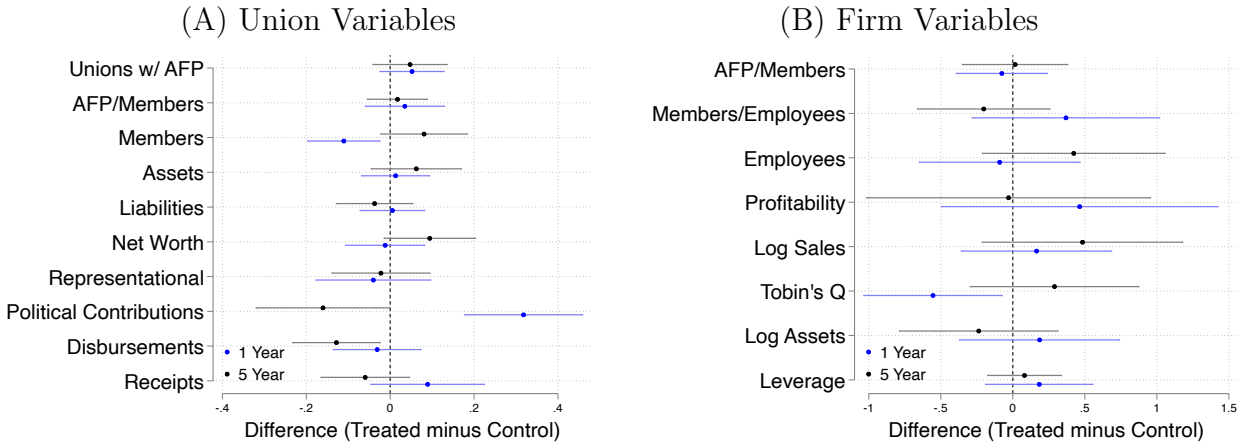 (A) Union Variables
Unions w/ AFP
AFP/Members
Members
Assets
Liabilities
Net Worth
Representational
Political Contributions
Disbursements
Receipts
1 Year
5 Year
-.4 -.2 0 .2 .4
Difference (Treated minus Control)
(B) Firm Variables
AFP/Members
Members/Employees
Employees
Profitability
Log Sales
Tobin's Q
Log Assets
Leverage
1 Year
5 Year
-1 -.5 0 .5 1 1.5
Difference (Treated minus Control)